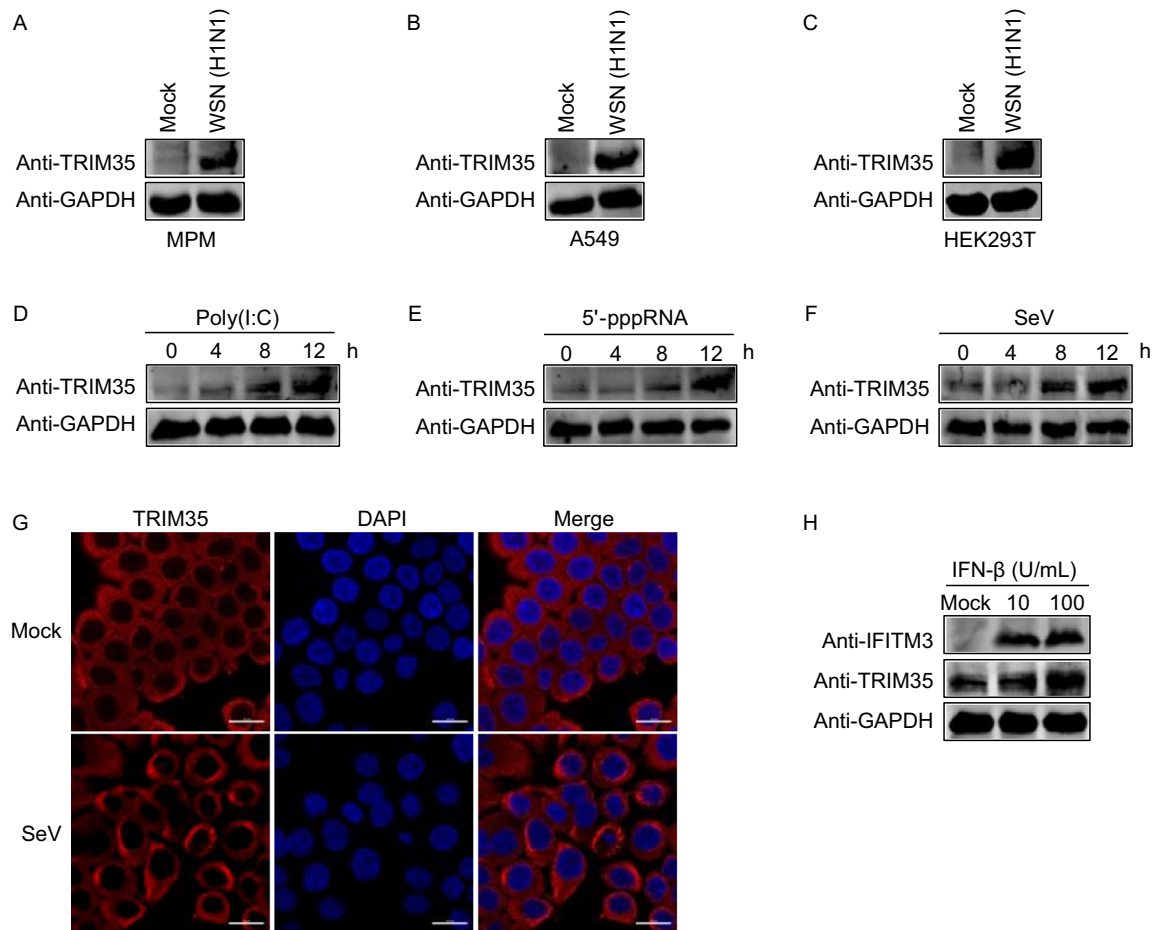 A
Mock
WSN (H1N1)
Anti-TRIM35
Anti-GAPDH
MPM
B
Mock
WSN (H1N1)
Anti-TRIM35
Anti-GAPDH
A549
C
Mock
WSN (H1N1)
Anti-TRIM35
Anti-GAPDH
HEK293T
D
Poly(I:C)
0 4 8 12 h
Anti-TRIM35
Anti-GAPDH
E
5'-pppRNA
0 4 8 12 h
Anti-TRIM35
Anti-GAPDH
F
SeV
0 4 8 12 h
Anti-TRIM35
Anti-GAPDH
G
TRIM35 DAPI Merge
Mock
SeV
H
IFN-β (U/mL)
Mock 10 100
Anti-IFITM3
Anti-TRIM35
Anti-GAPDH